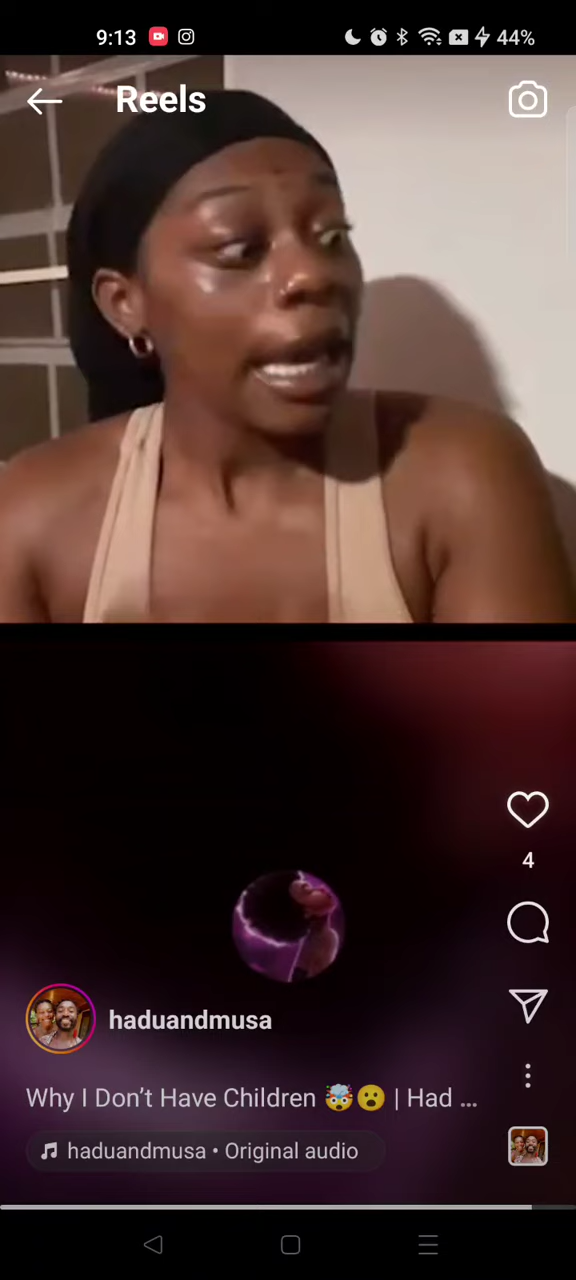 9:13
44%
Reels
4
haduandmusa
Why I Don’t Have Children 🤯😮 | Had ...
haduandmusa • Original audio